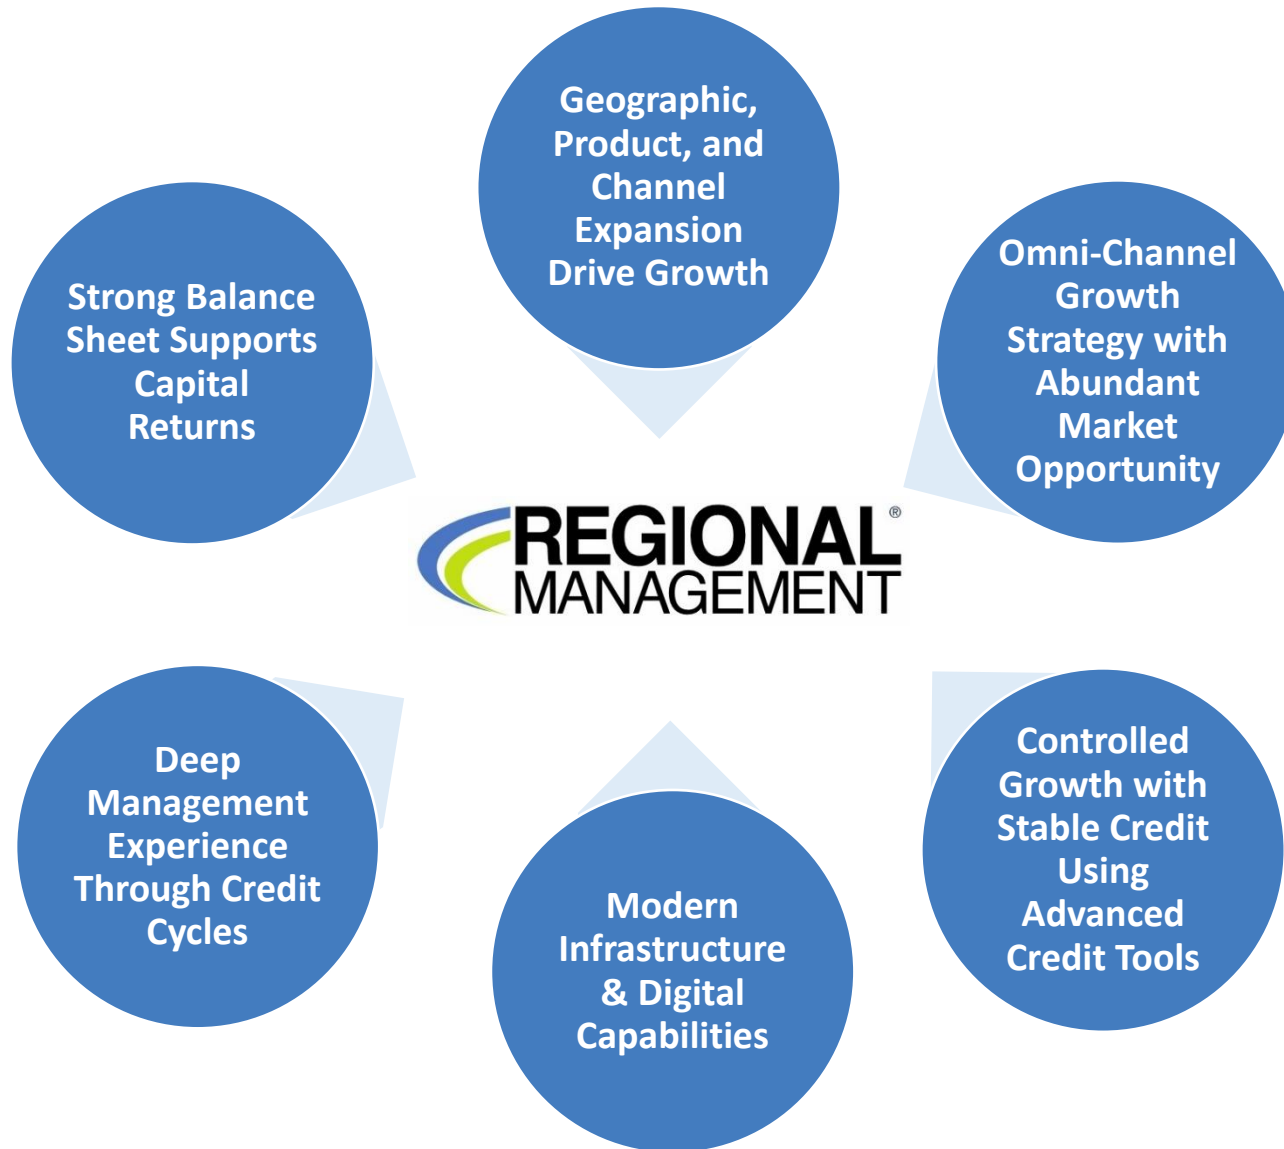 Geographic,
Product, and
Channel
Expansion
Drive Growth
Omni-Channel
Growth
Strategy with
Abundant
Market
Opportunity
Strong Balance
Sheet Supports
Capital
Returns
REGIONAL®
MANAGEMENT
Controlled
Growth with
Stable Credit
Using
Advanced
Credit Tools
Deep
Management
Experience
Through Credit
Cycles
Modern
Infrastructure
& Digital
Capabilities